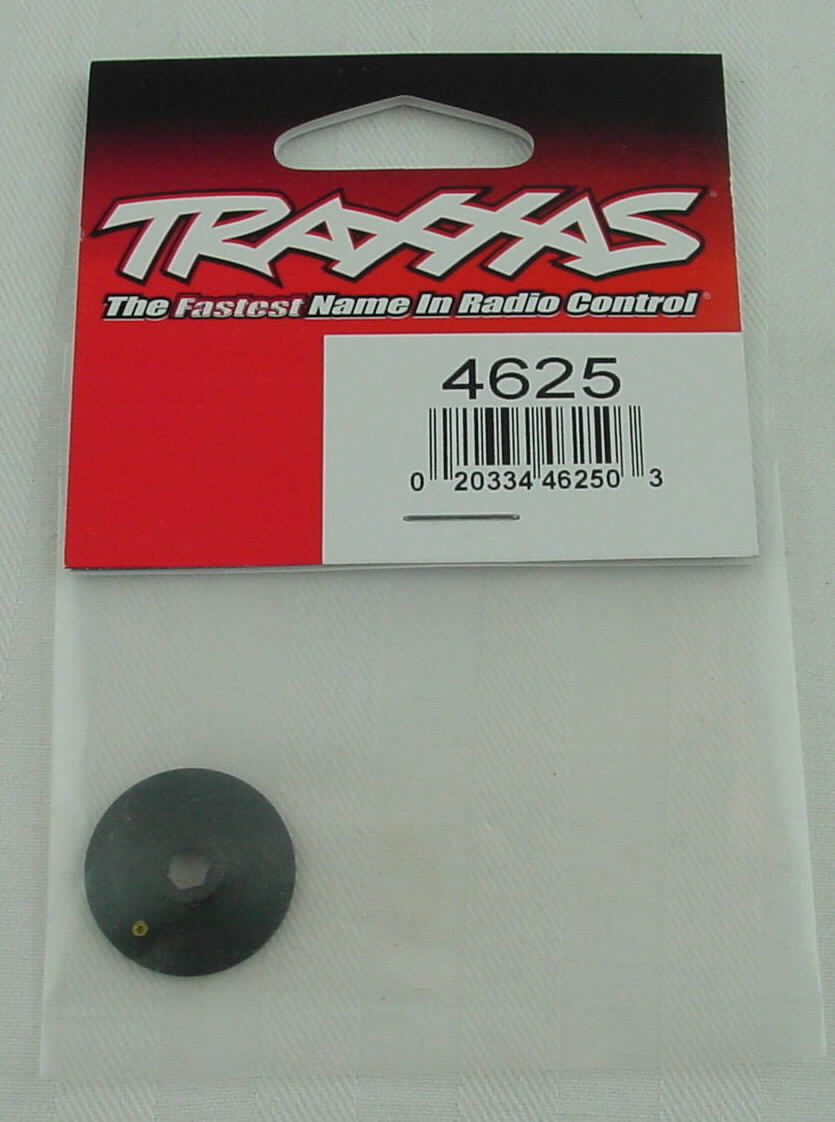 TRAXXAS®
The Fastest Name In Radio Control®
4625
0 20334 46250 3